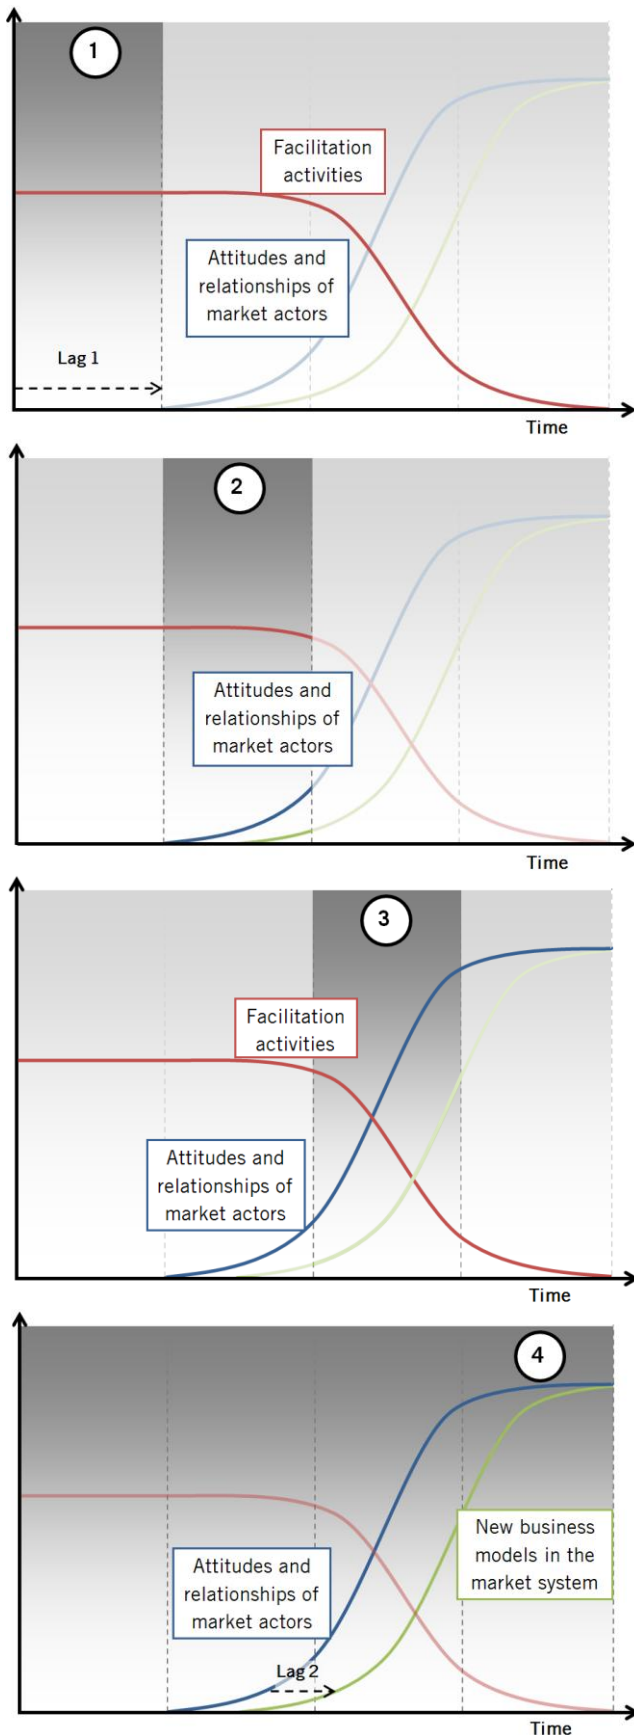 1
Facilitation
activities
Attitudes and
relationships of
market actors
Lag 1
Time
2
Attitudes and
relationships of
market actors
Time
3
Facilitation
activities
Attitudes and
relationships of
market actors
Time
4
New business
models in the
market system
Attitudes and
relationships of
market actors
Lag 2
Time